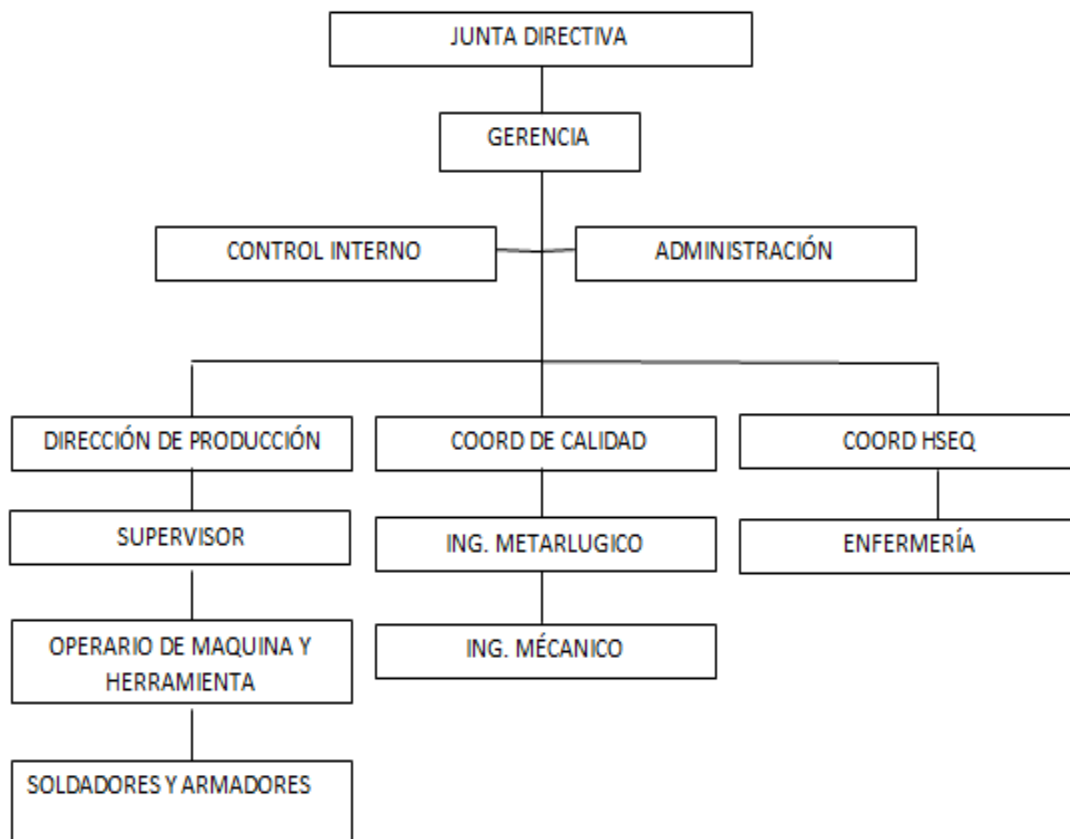 JUNTA DIRECTIVA
GERENCIA
CONTROL INTERNO
ADMINISTRACIÓN
DIRECCIÓN DE PRODUCCIÓN
COORD DE CALIDAD
COORD HSEQ
SUPERVISOR
ING. METARLUGICO
ENFERMERÍA
OPERARIO DE MAQUINA Y
HERRAMIENTA
ING. MÉCANICO
SOLDADORES Y ARMADORES